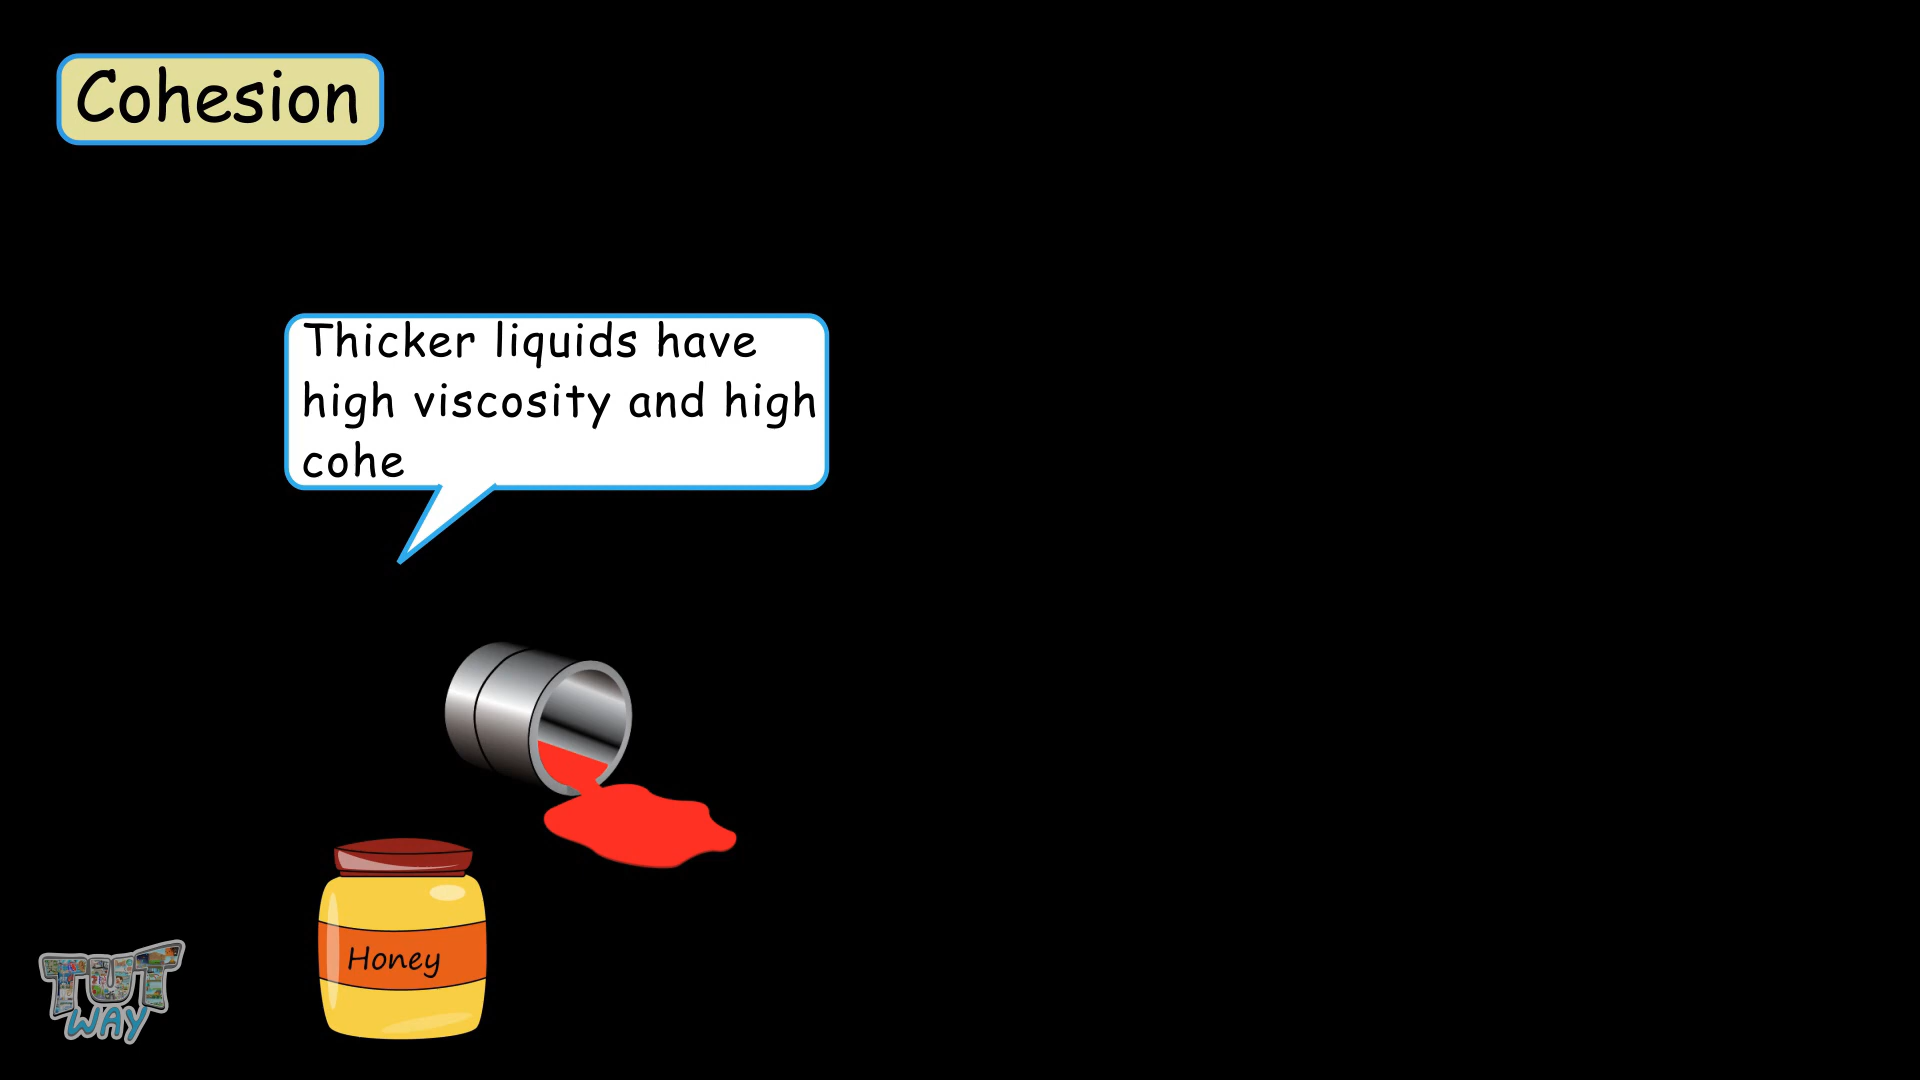 Cohesion
Thicker liquids have
high viscosity and high
cohe
Honey
TUT
WAY